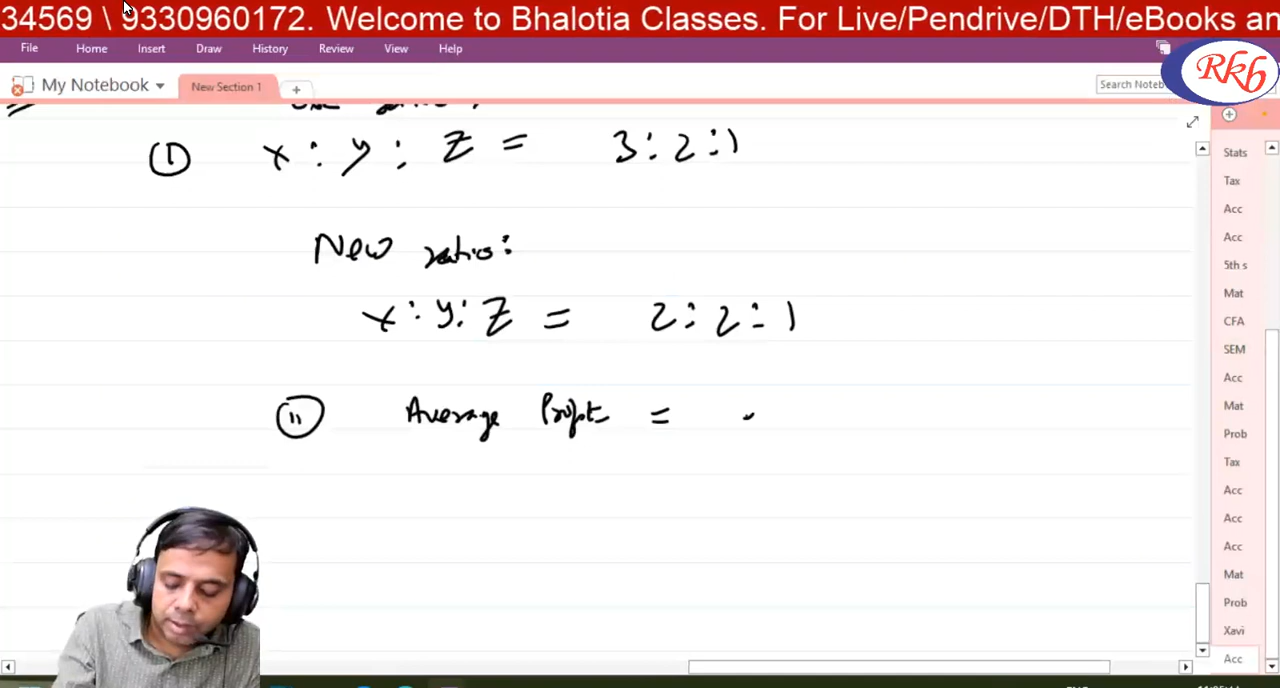 34569 \ 9330960172. Welcome to Bhalotia Classes. For Live/Pendrive/DTH/eBooks an
File Home Insert Draw History Review View Help
Rkb
My Notebook New Section 1 + Search Noteb
① x : y : z = 3 : 2 : 1
New ratio:
x : y : z = 2 : 2 : 1
ⓘⓘ Average Profit =
Stats
Tax
Acc
Acc
5th s
Mat
CFA
SEM
Acc
Mat
Prob
Tax
Acc
Acc
Acc
Mat
Prob
Xavi
Acc